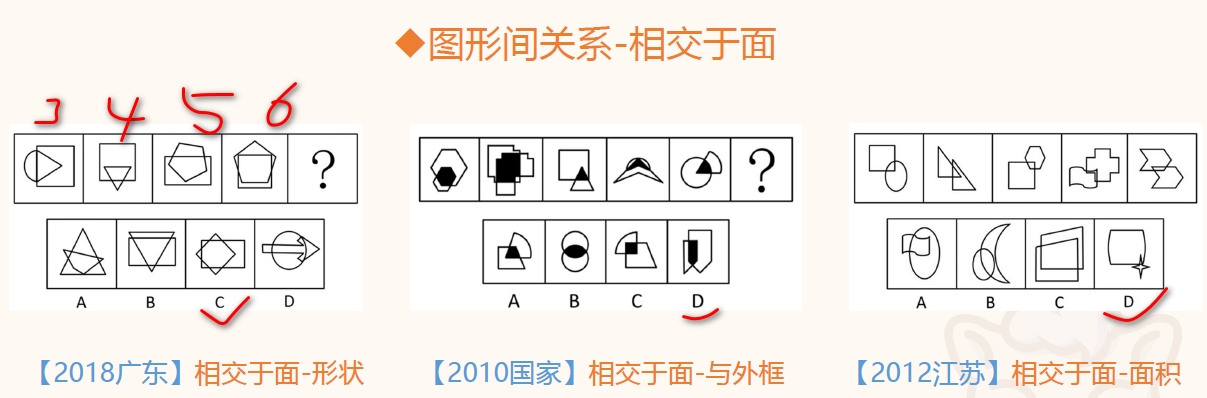 ◆图形间关系-相交于面
3 4 5 6
?
A B C D
?
A B C D
A B C D
【2018广东】相交于面-形状
【2010国家】相交于面-与外框
【2012江苏】相交于面-面积